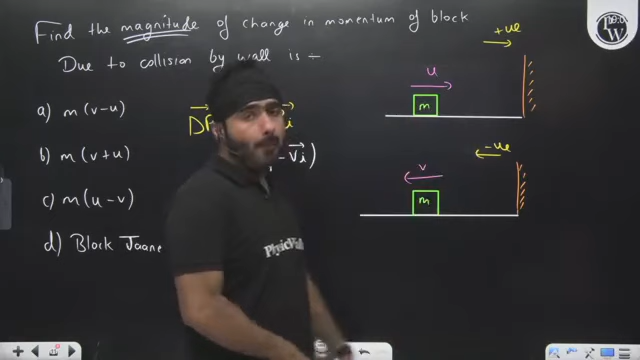 Find the magnitude of change in momentum of block
Due to collision by wall is ÷
a) m(v-u)
b) m(v+u)
c) m(u-v)
d) Block Jaane
- Vi)
+ve
u
m
-ve
v
m